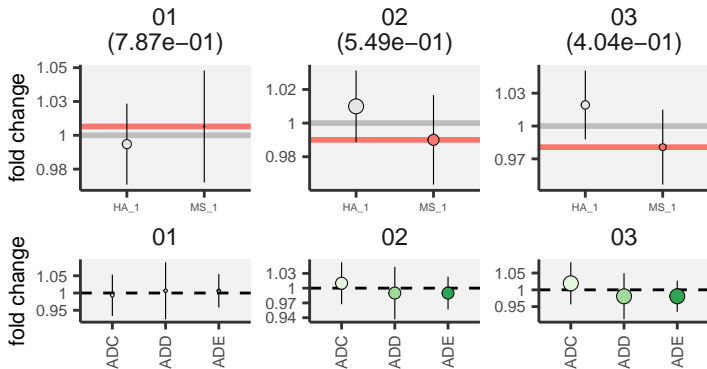 01
(7.87e−01)
02
(5.49e−01)
03
(4.04e−01)
fold change
1.05
1.03
1
0.98
HA_1
MS_1
1.02
1
0.98
HA_1
MS_1
1.03
1
0.97
HA_1
MS_1
01
02
03
fold change
1.05
1
0.95
ADC
ADD
ADE
1.03
1
0.97
0.94
ADC
ADD
ADE
1.05
1
0.95
ADC
ADD
ADE